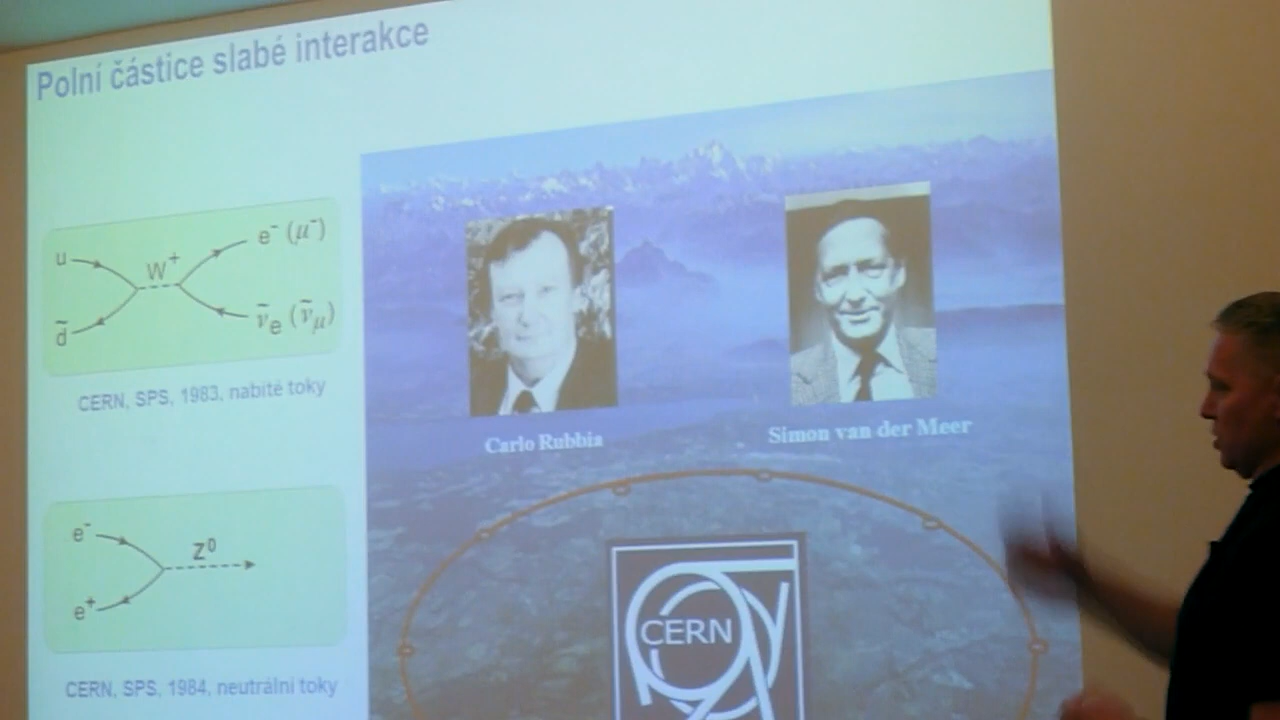 Polní částice slabé interakce
u
W+
e⁻ (μ⁻)
d̃
ν̃e (ν̃μ)
CERN, SPS, 1983, nabité toky
Carlo Rubbia
Simon van der Meer
e⁻
Z⁰
e⁺
CERN
CERN, SPS, 1984, neutrální toky